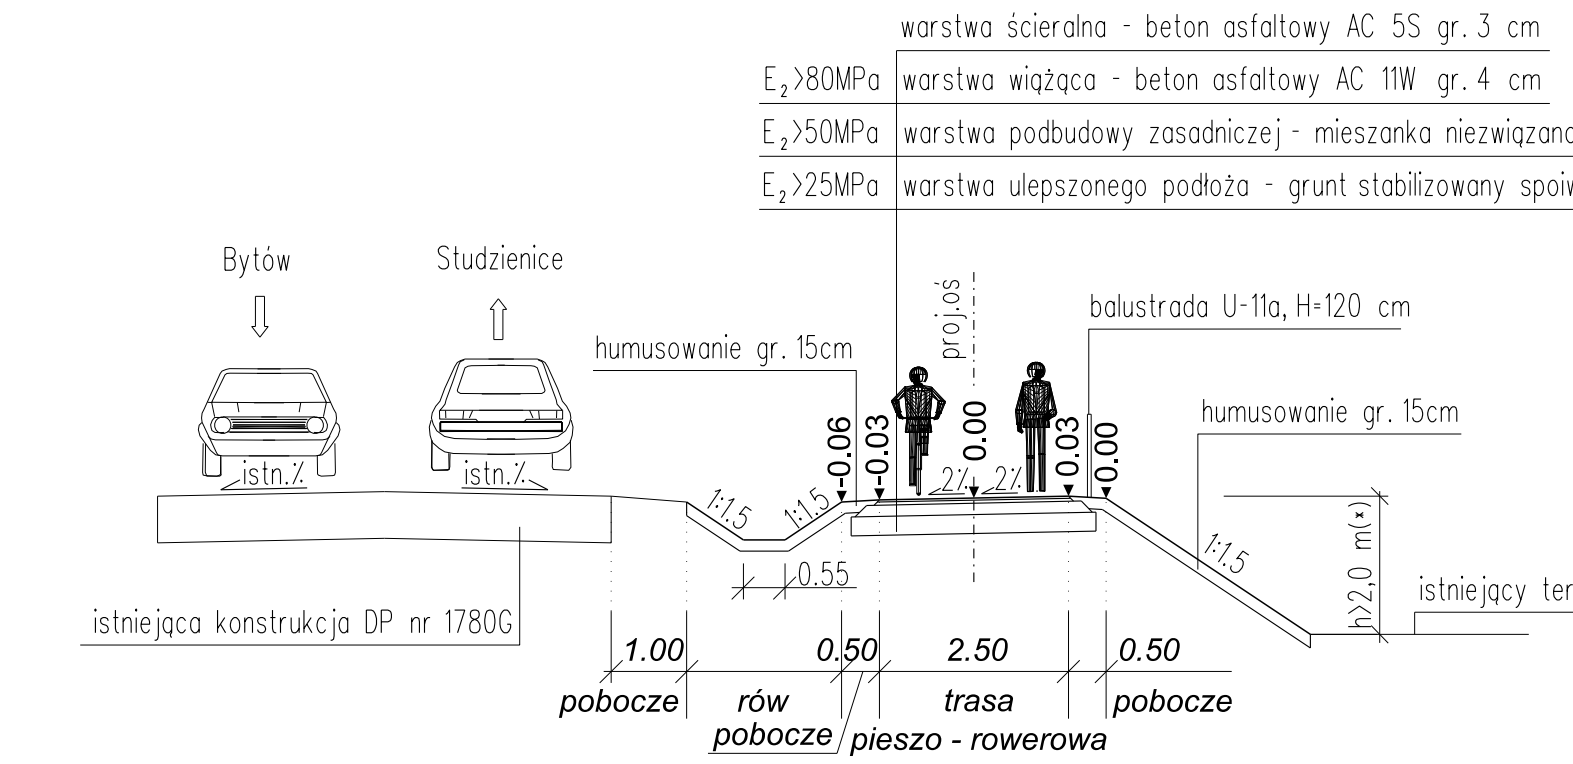 warstwa ścieralna - beton asfaltowy AC 5S gr. 3 cm
E2>80MPa warstwa wiążąca - beton asfaltowy AC 11W gr. 4 cm
E2>50MPa warstwa podbudowy zasadniczej - mieszanka niezwiązana
E2>25MPa warstwa ulepszonego podłoża - grunt stabilizowany spoiw
Bytów
Studzienice
proj.oś
balustrada U-11a, H=120 cm
humusowanie gr. 15cm
humusowanie gr. 15cm
-0.06
-0.03
0.00
0.03
0.00
istn.%
istn.%
2%
2%
1:1.5
1:1.5
1:1.5
h>2,0 m(*)
0.55
istniejący ter
istniejąca konstrukcja DP nr 1780G
1.00
0.50
2.50
0.50
pobocze
rów
trasa
pobocze
pobocze
pieszo - rowerowa